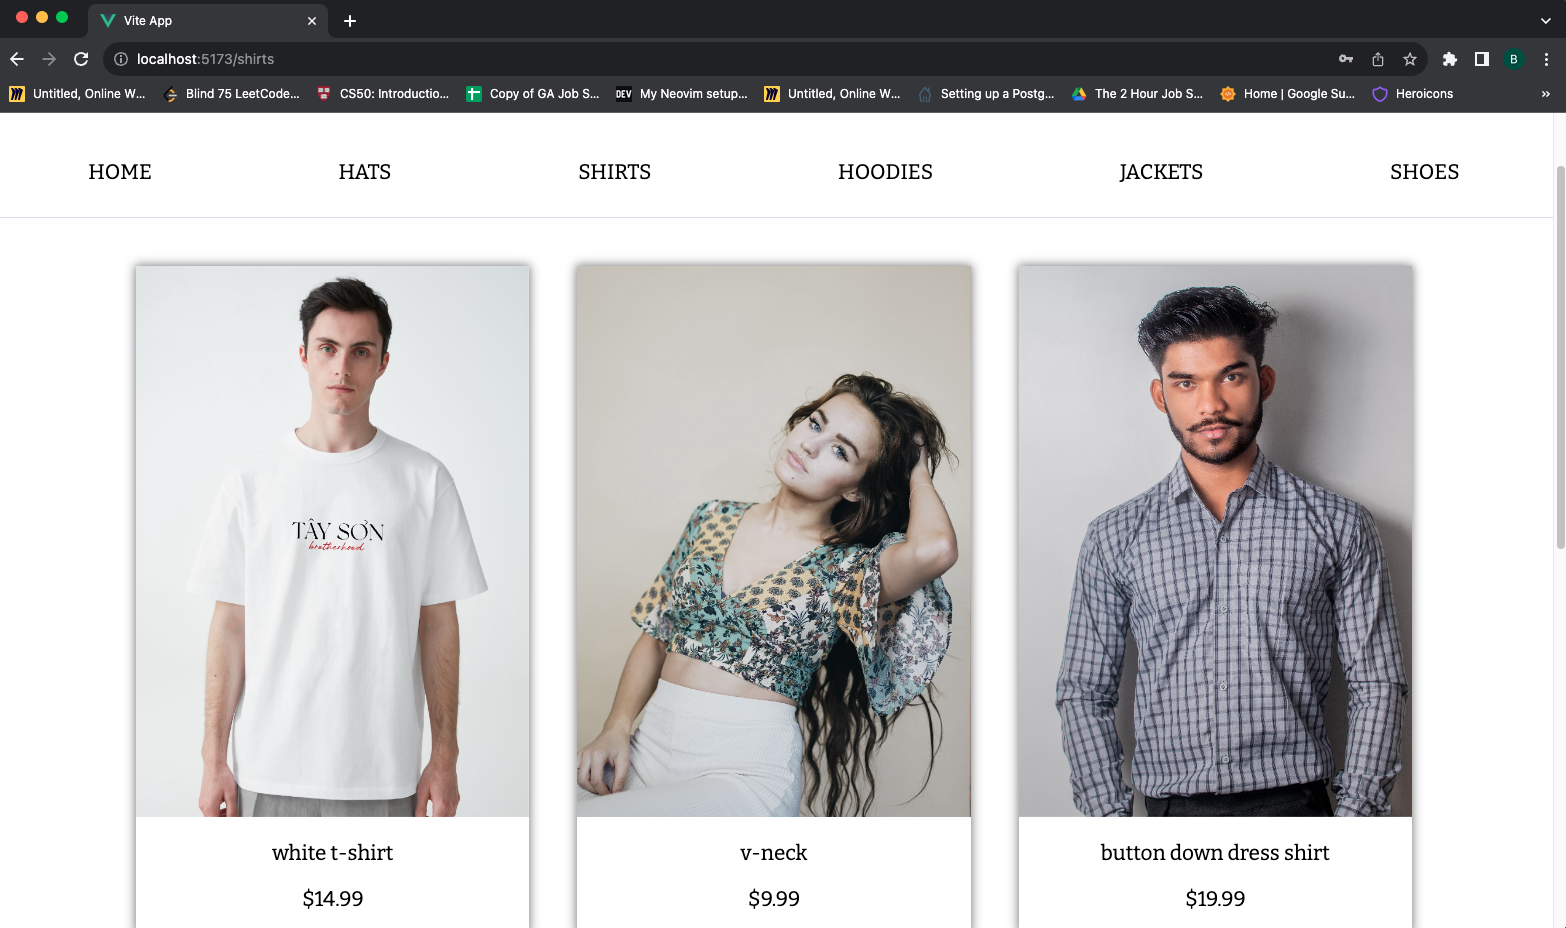 Vite App
localhost:5173/shirts
B
Untitled, Online W...
Blind 75 LeetCode...
CS50: Introductio...
Copy of GA Job S...
DEV
My Neovim setup...
Untitled, Online W...
Setting up a Postg...
The 2 Hour Job S...
Home | Google Su...
Heroicons
HOME
HATS
SHIRTS
HOODIES
JACKETS
SHOES
TÂY SƠN
brotherhood
white t-shirt
v-neck
button down dress shirt
$14.99
$9.99
$19.99